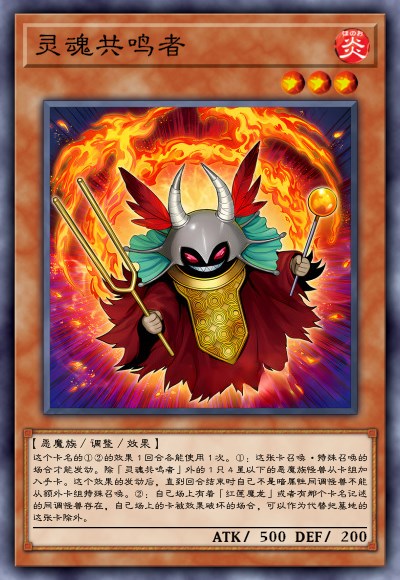 灵魂共鸣者
ほのお
炎
【恶魔族／调整／效果】
这个卡名的①②的效果1回合各能使用1次。①：这张卡召唤·特殊召唤的
场合才能发动。除「灵魂共鸣者」外的1只4星以下的恶魔族怪兽从卡组加
入手卡。这个效果的发动后，直到回合结束时自己不是暗属性同调怪兽不能
从额外卡组特殊召唤。②：自己场上有着「红莲魔龙」或者有那个卡名记述
的同调怪兽存在，自己场上的卡被效果破坏的场合，可以作为代替把墓地的
这张卡除外。
ATK/ 500 DEF/ 200